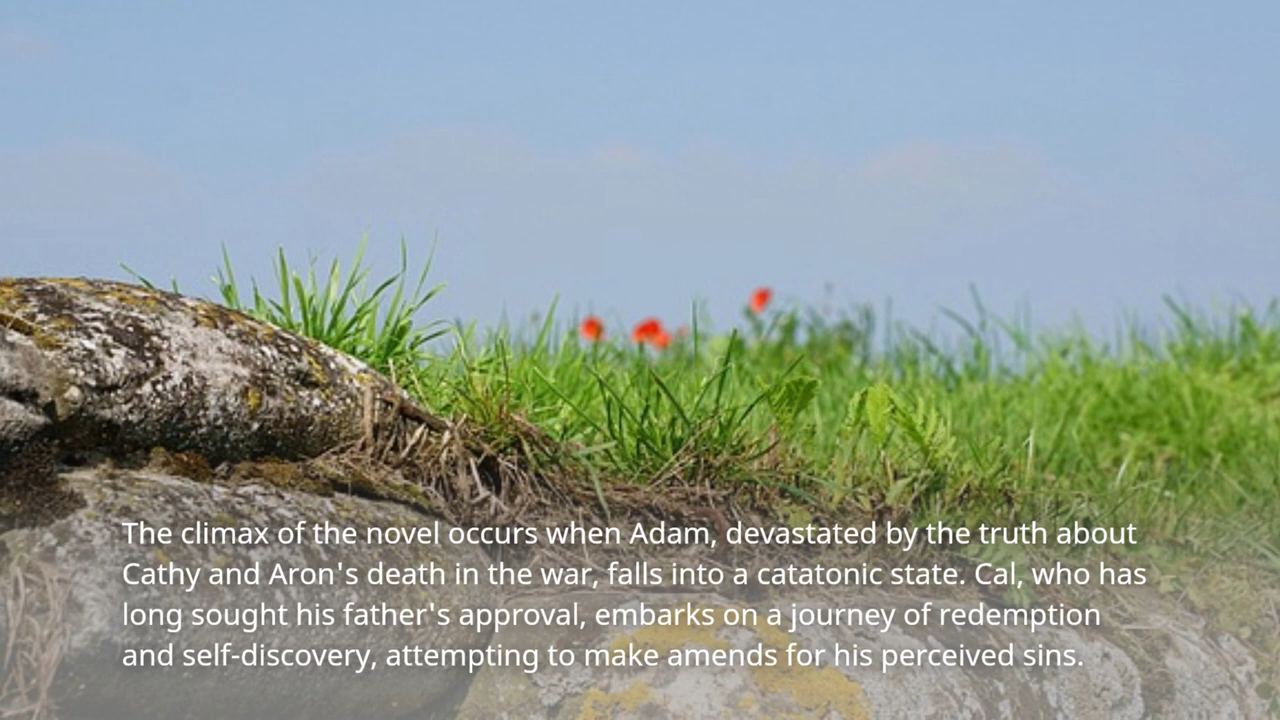 The climax of the novel occurs when Adam, devastated by the truth about
Cathy and Aron's death in the war, falls into a catatonic state. Cal, who has
long sought his father's approval, embarks on a journey of redemption
and self-discovery, attempting to make amends for his perceived sins.